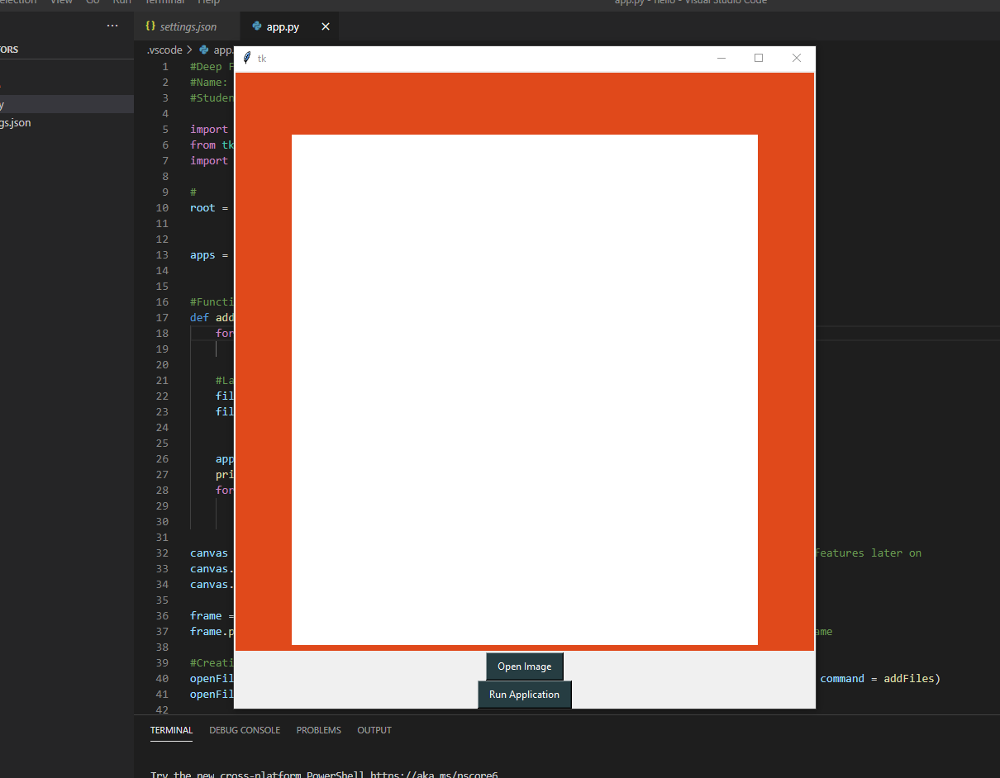 election View Go Run Terminal Help app.py - hello - Visual Studio Code
ORS
{} settings.json
app.py
.vscode > app.
y
gs.json
tk
1 #Deep F
2 #Name:
3 #Studen
4
5 import
6 from tk
7 import
8
9 #
10 root =
11
12
13 apps =
14
15
16 #Functi
17 def add
18 for
19
20
21 #La
22 fil
23 fil
24
25
26 app
27 pri
28 for
29
30
31
32 canvas features later on
33 canvas.
34 canvas.
35
36 frame =
37 frame.p ame
38
39 #Creati
40 openFil command = addFiles)
41 openFil
42
Open Image
Run Application
TERMINAL DEBUG CONSOLE PROBLEMS OUTPUT
Try the new cross-platform PowerShell https://aka.ms/pscore6